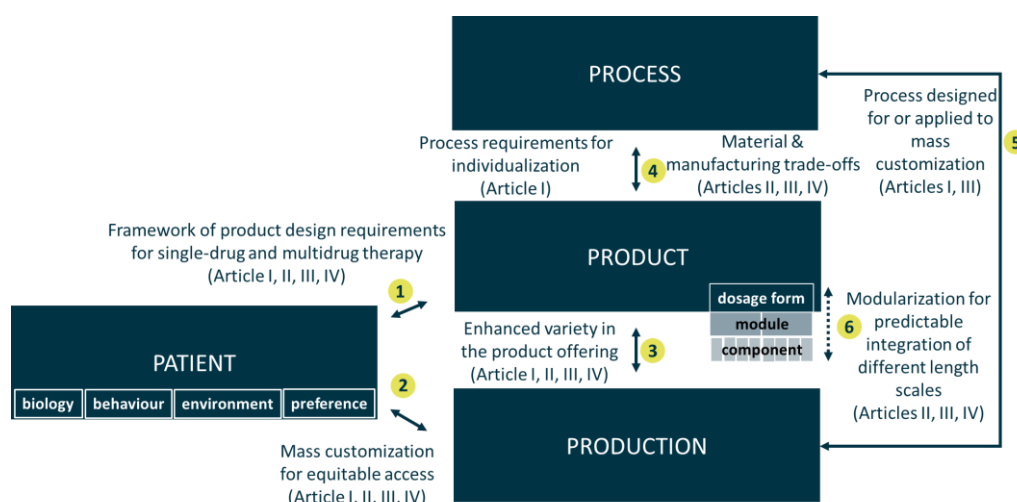 PROCESS
Process requirements for
individualization
(Article I)
4
Material &
manufacturing trade-offs
(Articles II, III, IV)
Process designed
for or applied to
mass
customization
(Articles I, III)
5
Framework of product design requirements
for single-drug and multidrug therapy
(Article I, II, III, IV)
1
PRODUCT
dosage form
module
component
6
Modularization for
predictable
integration of
different length
scales
(Articles II, III, IV)
Enhanced variety in
the product offering
(Article I, II, III, IV)
3
PATIENT
biology
behaviour
environment
preference
2
Mass customization
for equitable access
(Article I, II, III, IV)
PRODUCTION